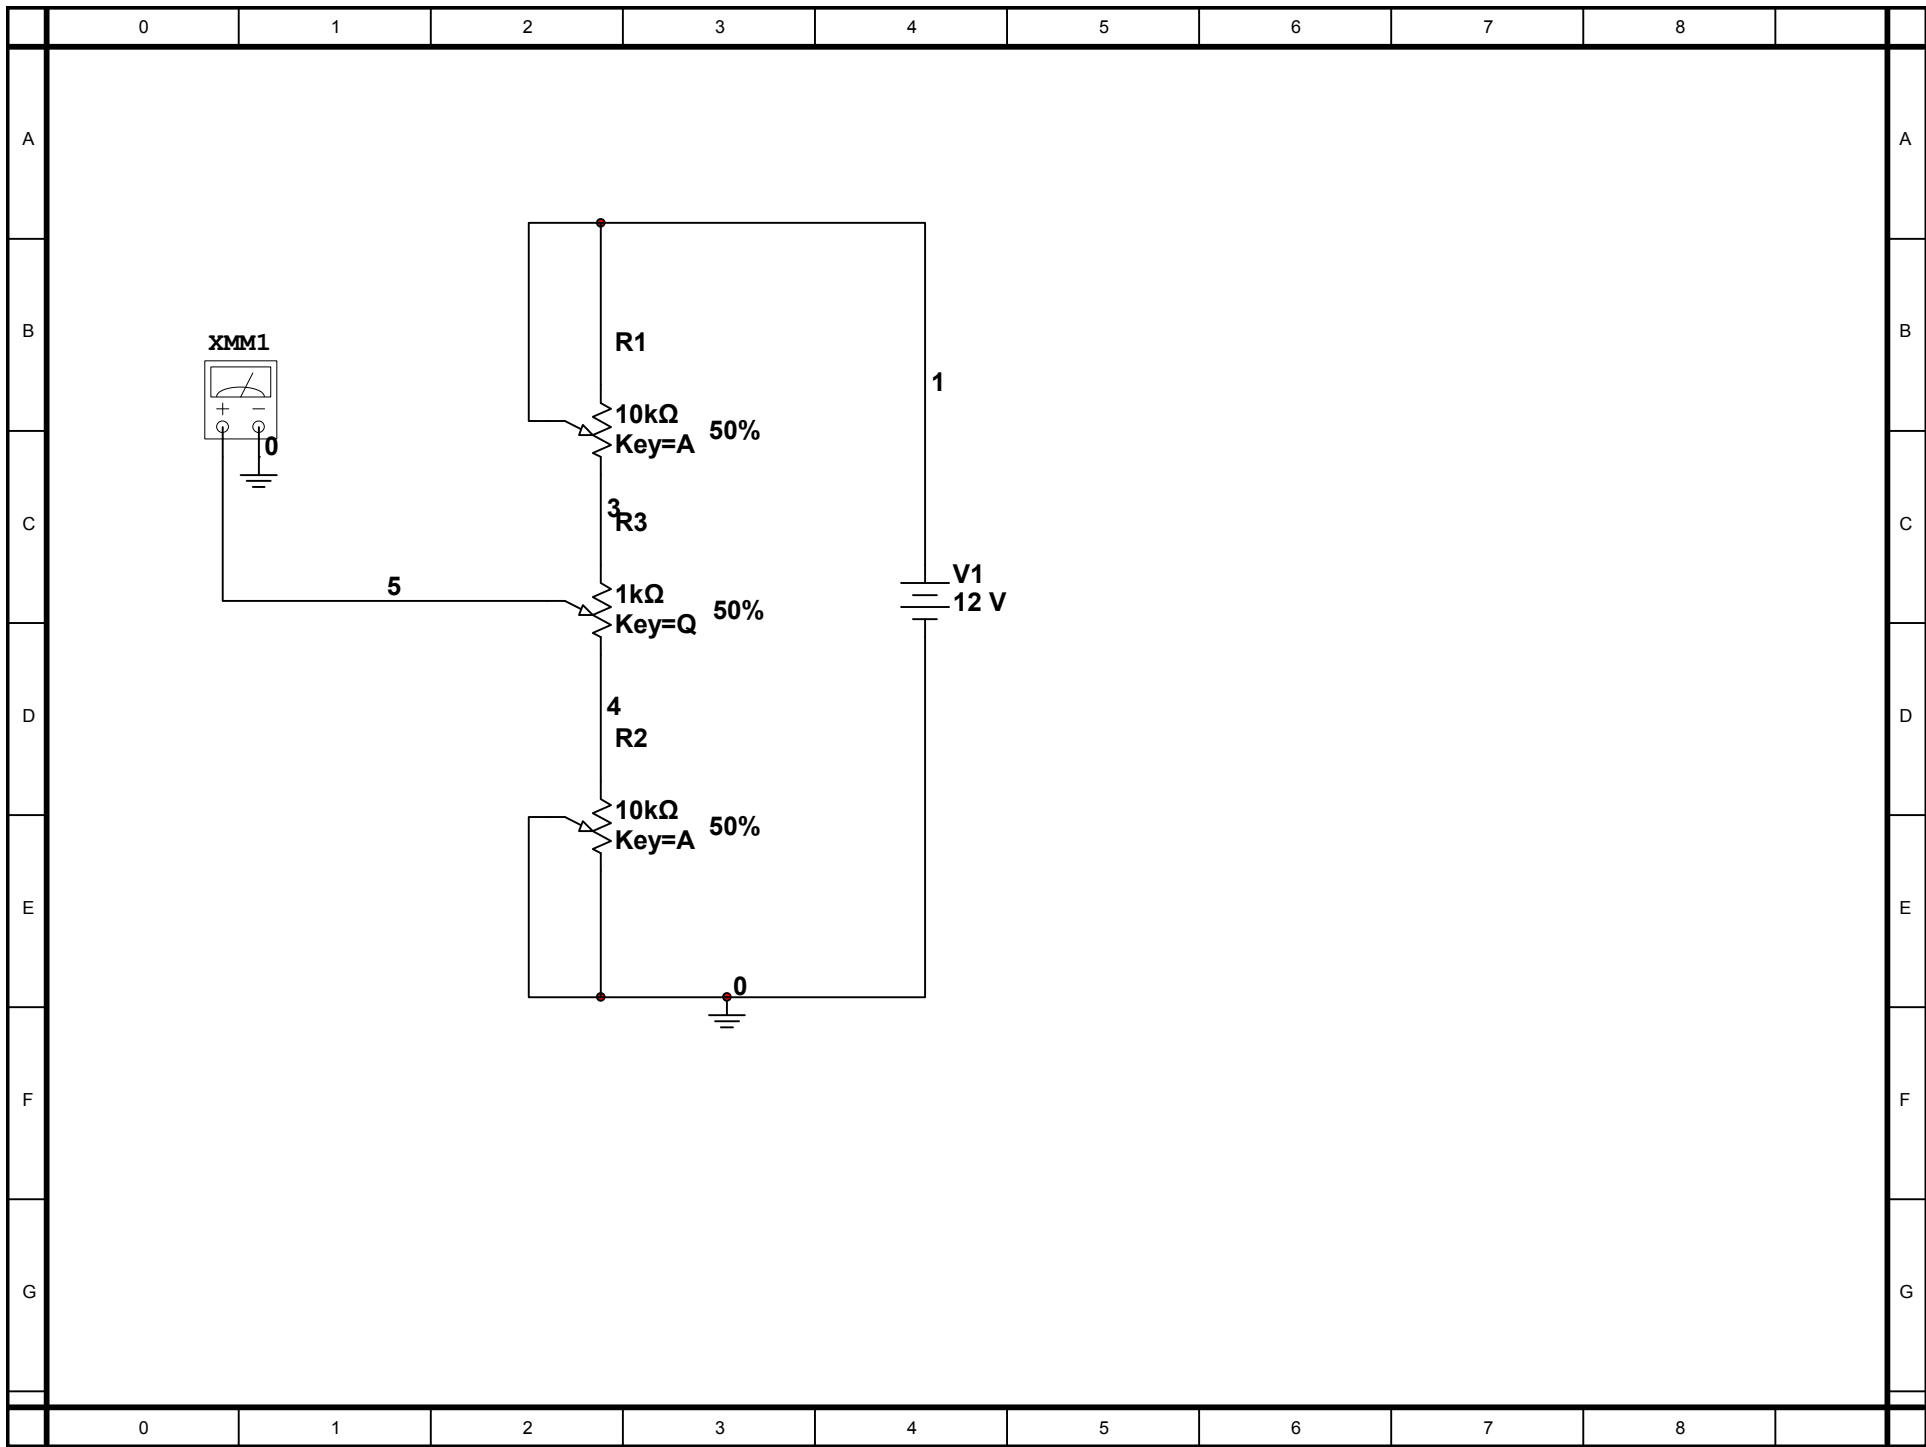 0 1 2 3 4 5 6 7 8
A A
B B
XMM1
R1
1
10kΩ
Key=A 50%
0
3
R3
C C
V1
12 V
5
1kΩ
Key=Q 50%
4
D D
R2
10kΩ
Key=A 50%
E E
0
F F
G G
0 1 2 3 4 5 6 7 8